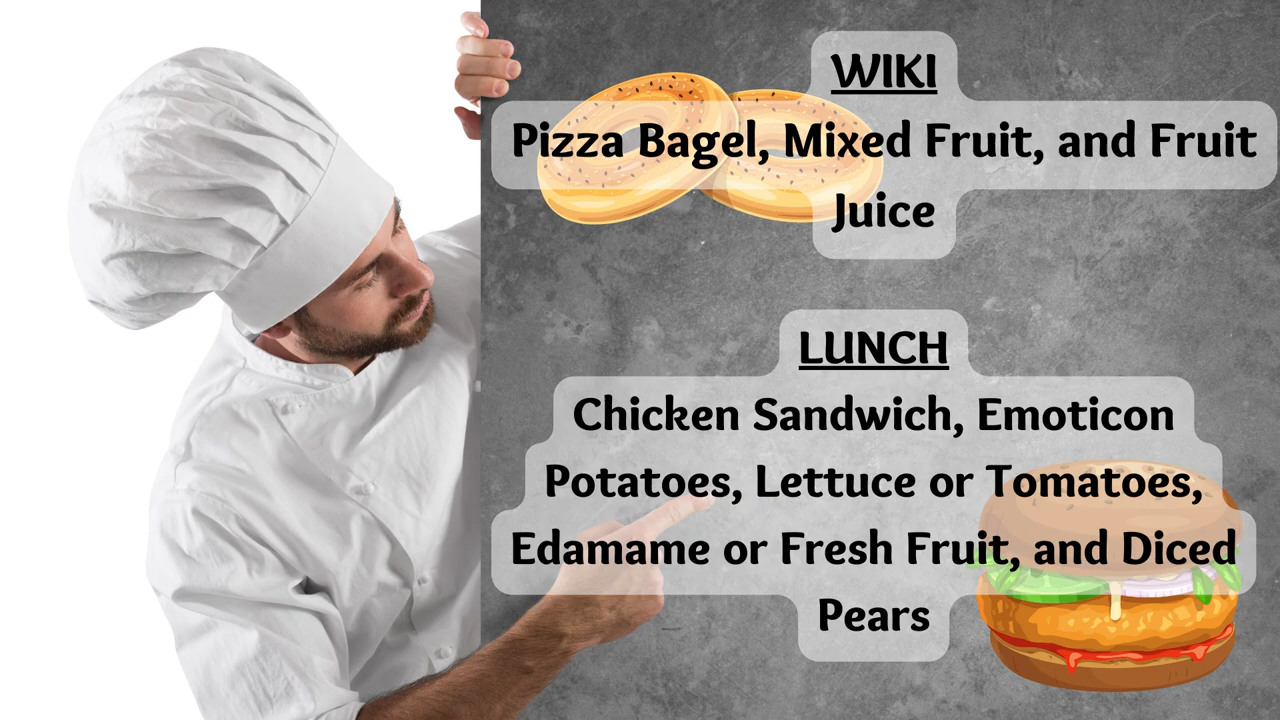 WIKI
Pizza Bagel, Mixed Fruit, and Fruit
Juice
LUNCH
Chicken Sandwich, Emoticon
Potatoes, Lettuce or Tomatoes,
Edamame or Fresh Fruit, and Diced
Pears